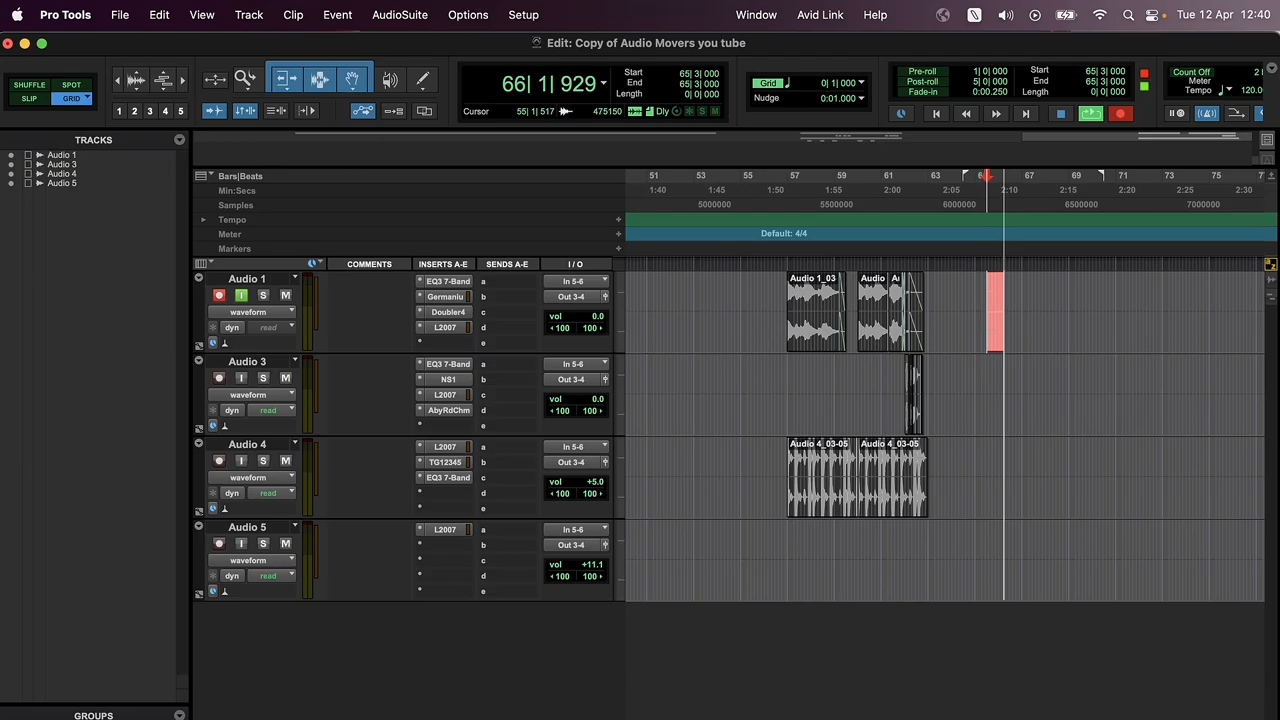 Pro Tools File Edit View Track Clip Event AudioSuite Options Setup Window Avid Link Help Tue 12 Apr 12:40
Edit: Copy of Audio Movers you tube
SHUFFLE SPOT
SLIP GRID
1 2 3 4 5
66| 1| 929
Start 65| 3| 000
End 65| 3| 000
Length 0| 0| 000
Cursor 55| 1| 517 475150 Dly S M
Grid 0| 1| 000
Nudge 0:01.000
Pre-roll 1| 0| 000
Post-roll 5| 0| 000
Fade-in 0:00.250
Start 65| 3| 000
End 65| 3| 000
Length 0| 0| 000
Count Off 2
Meter
Tempo 120.0
TRACKS
Audio 1
Audio 3
Audio 4
Audio 5
GROUPS
Bars|Beats 51 53 55 57 59 61 63 67 69 71 73 75
Min:Secs 1:40 1:45 1:50 1:55 2:00 2:05 2:10 2:15 2:20 2:25 2:30
Samples 5000000 5500000 6000000 6500000 7000000
Tempo
Meter Default: 4/4
Markers
COMMENTS INSERTS A-E SENDS A-E I / O
Audio 1
I S M
waveform
dyn read
EQ3 7-Band a
Germaniu b
Doubler4 c
L2007 d
e
In 5-6
Out 3-4
vol 0.0
100 100
Audio 1_03 Audio Au
Audio 3
I S M
waveform
dyn read
EQ3 7-Band a
NS1 b
L2007 c
AbyRdChm d
e
In 5-6
Out 3-4
vol 0.0
100 100
Audio 4
I S M
waveform
dyn read
L2007 a
TG12345 b
EQ3 7-Band c
d
e
In 5-6
Out 3-4
vol +5.0
100 100
Audio 4_03-05 Audio 4_03-05
Audio 5
I S M
waveform
dyn read
L2007 a
b
c
d
e
In 5-6
Out 3-4
vol +11.1
100 100